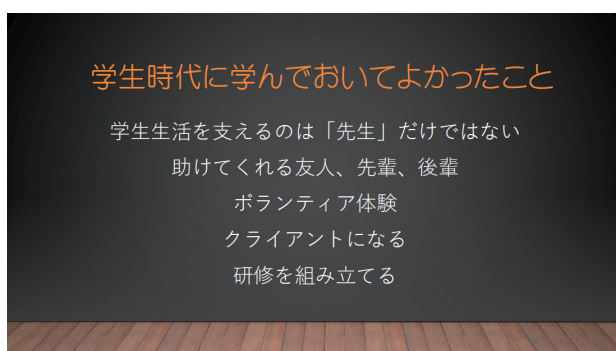 学生時代に学んでおいてよかったこと
学生生活を支えるのは「先生」だけではない
助けてくれる友人、先輩、後輩
ボランティア体験
クライアントになる
研修を組み立てる